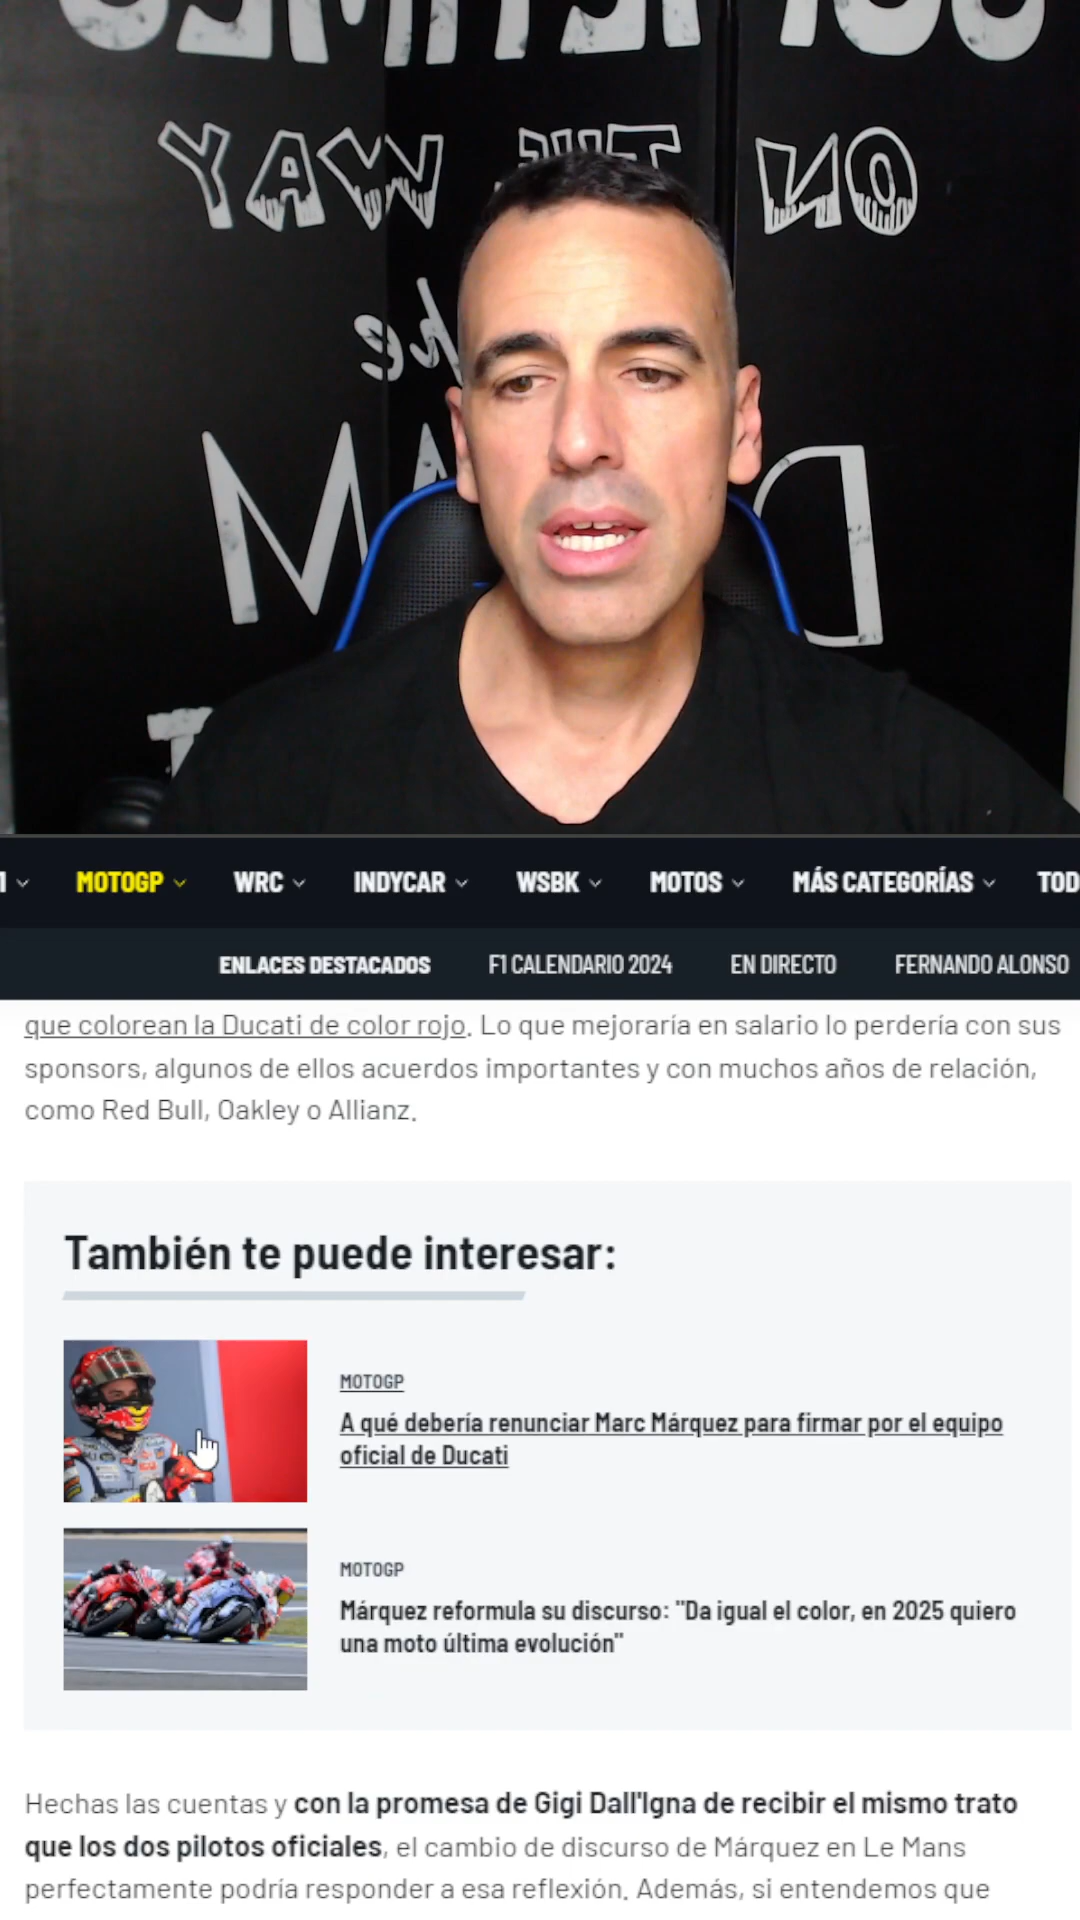 SOMETIMES
ON THE WAY
the
DREAM
MOTOGP
WRC
INDYCAR
WSBK
MOTOS
MÁS CATEGORÍAS
TOD
ENLACES DESTACADOS
F1 CALENDARIO 2024
EN DIRECTO
FERNANDO ALONSO
que colorean la Ducati de color rojo. Lo que mejoraría en salario lo perdería con sus
sponsors, algunos de ellos acuerdos importantes y con muchos años de relación,
como Red Bull, Oakley o Allianz.
También te puede interesar:
MOTOGP
A qué debería renunciar Marc Márquez para firmar por el equipo
oficial de Ducati
MOTOGP
Márquez reformula su discurso: "Da igual el color, en 2025 quiero
una moto última evolución"
Hechas las cuentas y con la promesa de Gigi Dall'Igna de recibir el mismo trato
que los dos pilotos oficiales, el cambio de discurso de Márquez en Le Mans
perfectamente podría responder a esa reflexión. Además, si entendemos que